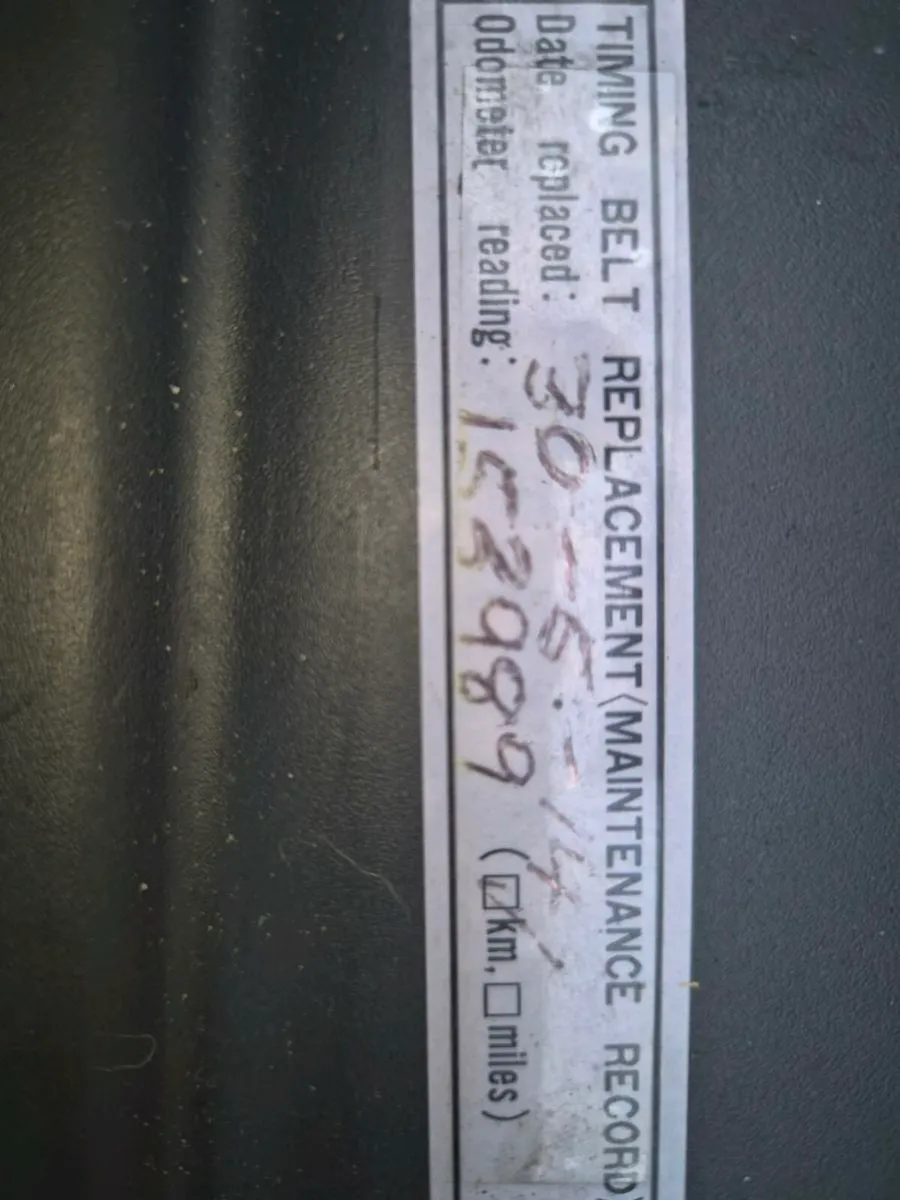 TIMING BELT REPLACEMENT (MAINTENANCE RECORD)
Date replaced: 30-5.-14
Odometer reading: 152989 (☑km, ☐miles)